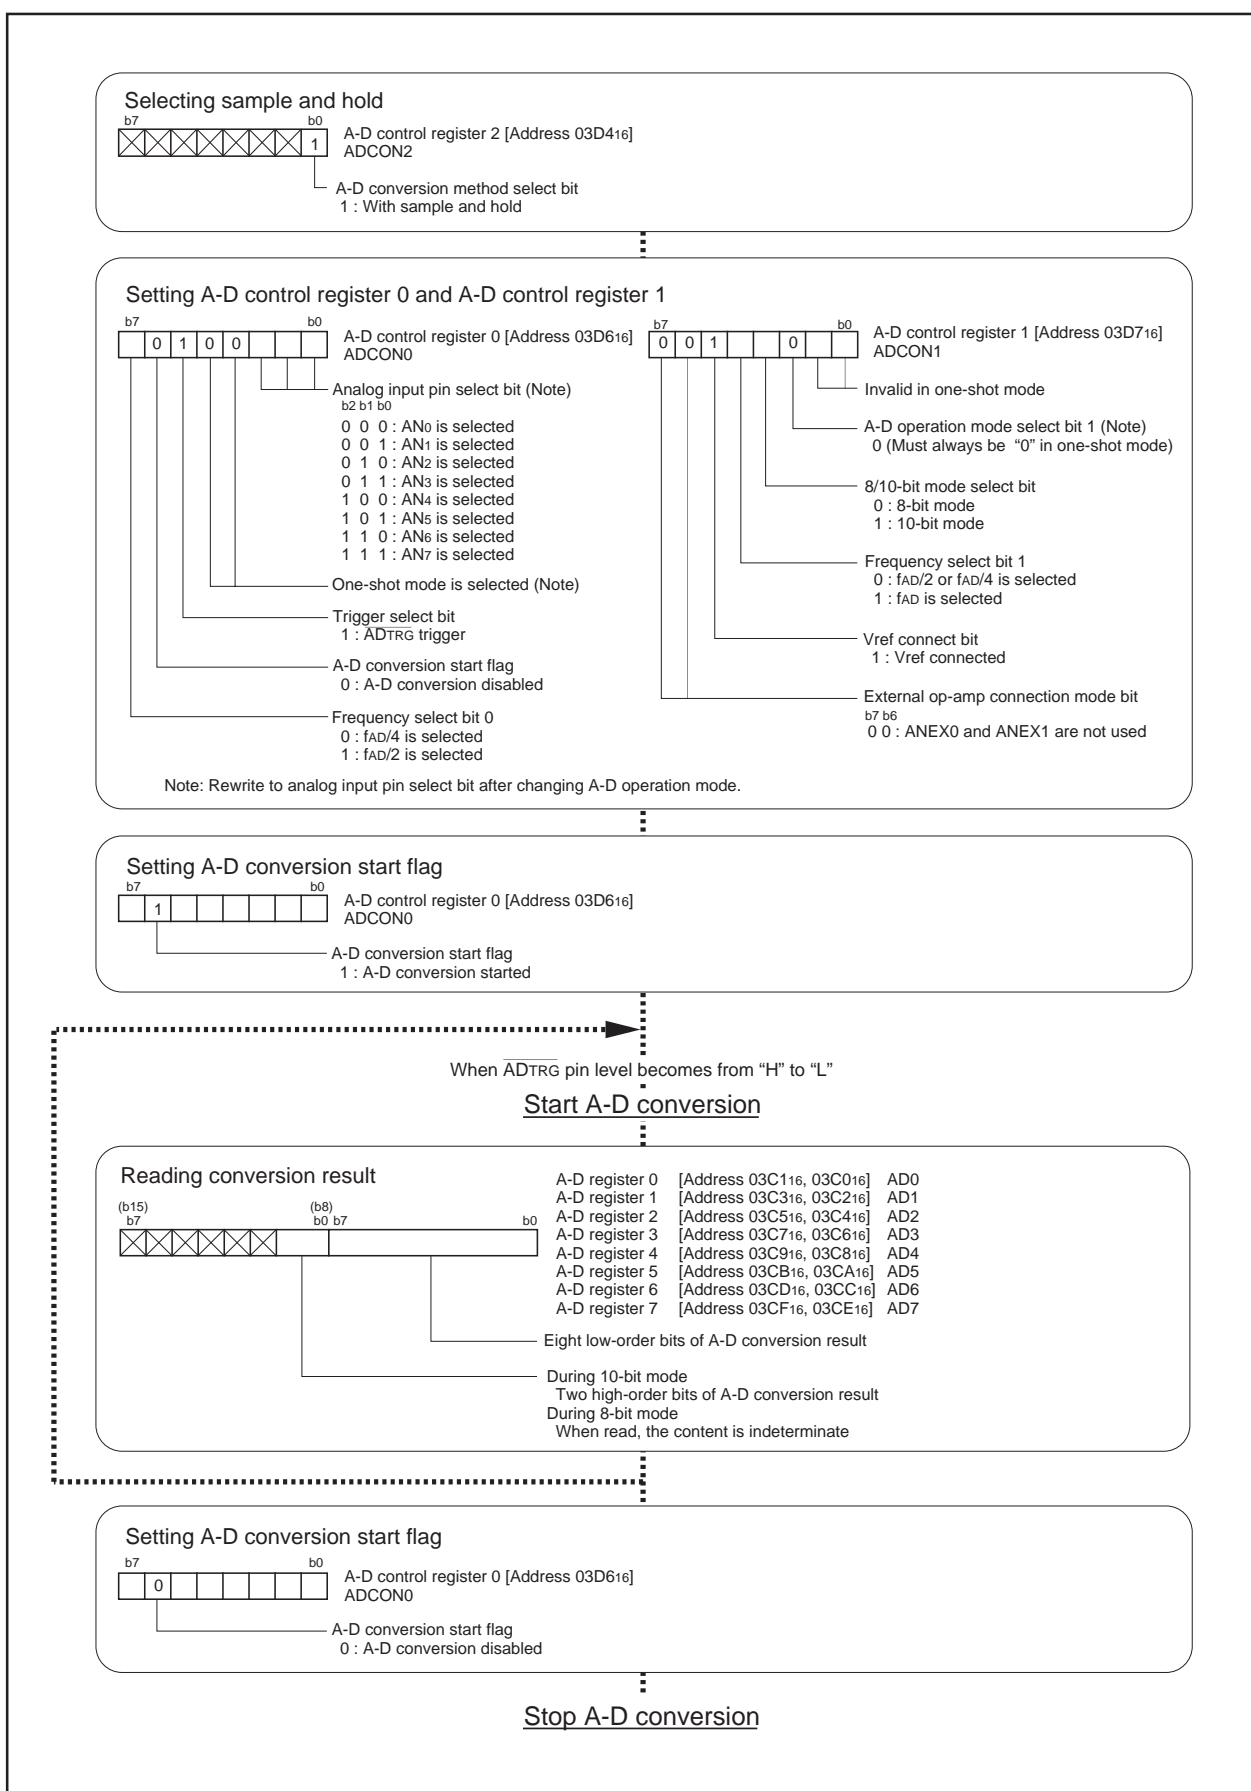 Selecting sample and hold
b7 b0
1
A-D control register 2 [Address 03D416]
ADCON2
A-D conversion method select bit
1 : With sample and hold
Setting A-D control register 0 and A-D control register 1
b7 b0
0 1 0 0
A-D control register 0 [Address 03D616]
ADCON0
Analog input pin select bit (Note)
b2 b1 b0
0 0 0 : AN0 is selected
0 0 1 : AN1 is selected
0 1 0 : AN2 is selected
0 1 1 : AN3 is selected
1 0 0 : AN4 is selected
1 0 1 : AN5 is selected
1 1 0 : AN6 is selected
1 1 1 : AN7 is selected
One-shot mode is selected (Note)
Trigger select bit
1 : ADTRG trigger
A-D conversion start flag
0 : A-D conversion disabled
Frequency select bit 0
0 : fAD/4 is selected
1 : fAD/2 is selected
b7 b0
0 0 1 0
A-D control register 1 [Address 03D716]
ADCON1
Invalid in one-shot mode
A-D operation mode select bit 1 (Note)
0 (Must always be “0” in one-shot mode)
8/10-bit mode select bit
0 : 8-bit mode
1 : 10-bit mode
Frequency select bit 1
0 : fAD/2 or fAD/4 is selected
1 : fAD is selected
Vref connect bit
1 : Vref connected
External op-amp connection mode bit
b7 b6
0 0 : ANEX0 and ANEX1 are not used
Note: Rewrite to analog input pin select bit after changing A-D operation mode.
Setting A-D conversion start flag
b7 b0
1
A-D control register 0 [Address 03D616]
ADCON0
A-D conversion start flag
1 : A-D conversion started
When ADTRG pin level becomes from “H” to “L”
Start A-D conversion
Reading conversion result
(b15) (b8)
b7 b0 b7 b0
A-D register 0 [Address 03C116, 03C016] AD0
A-D register 1 [Address 03C316, 03C216] AD1
A-D register 2 [Address 03C516, 03C416] AD2
A-D register 3 [Address 03C716, 03C616] AD3
A-D register 4 [Address 03C916, 03C816] AD4
A-D register 5 [Address 03CB16, 03CA16] AD5
A-D register 6 [Address 03CD16, 03CC16] AD6
A-D register 7 [Address 03CF16, 03CE16] AD7
Eight low-order bits of A-D conversion result
During 10-bit mode
Two high-order bits of A-D conversion result
During 8-bit mode
When read, the content is indeterminate
Setting A-D conversion start flag
b7 b0
0
A-D control register 0 [Address 03D616]
ADCON0
A-D conversion start flag
0 : A-D conversion disabled
Stop A-D conversion